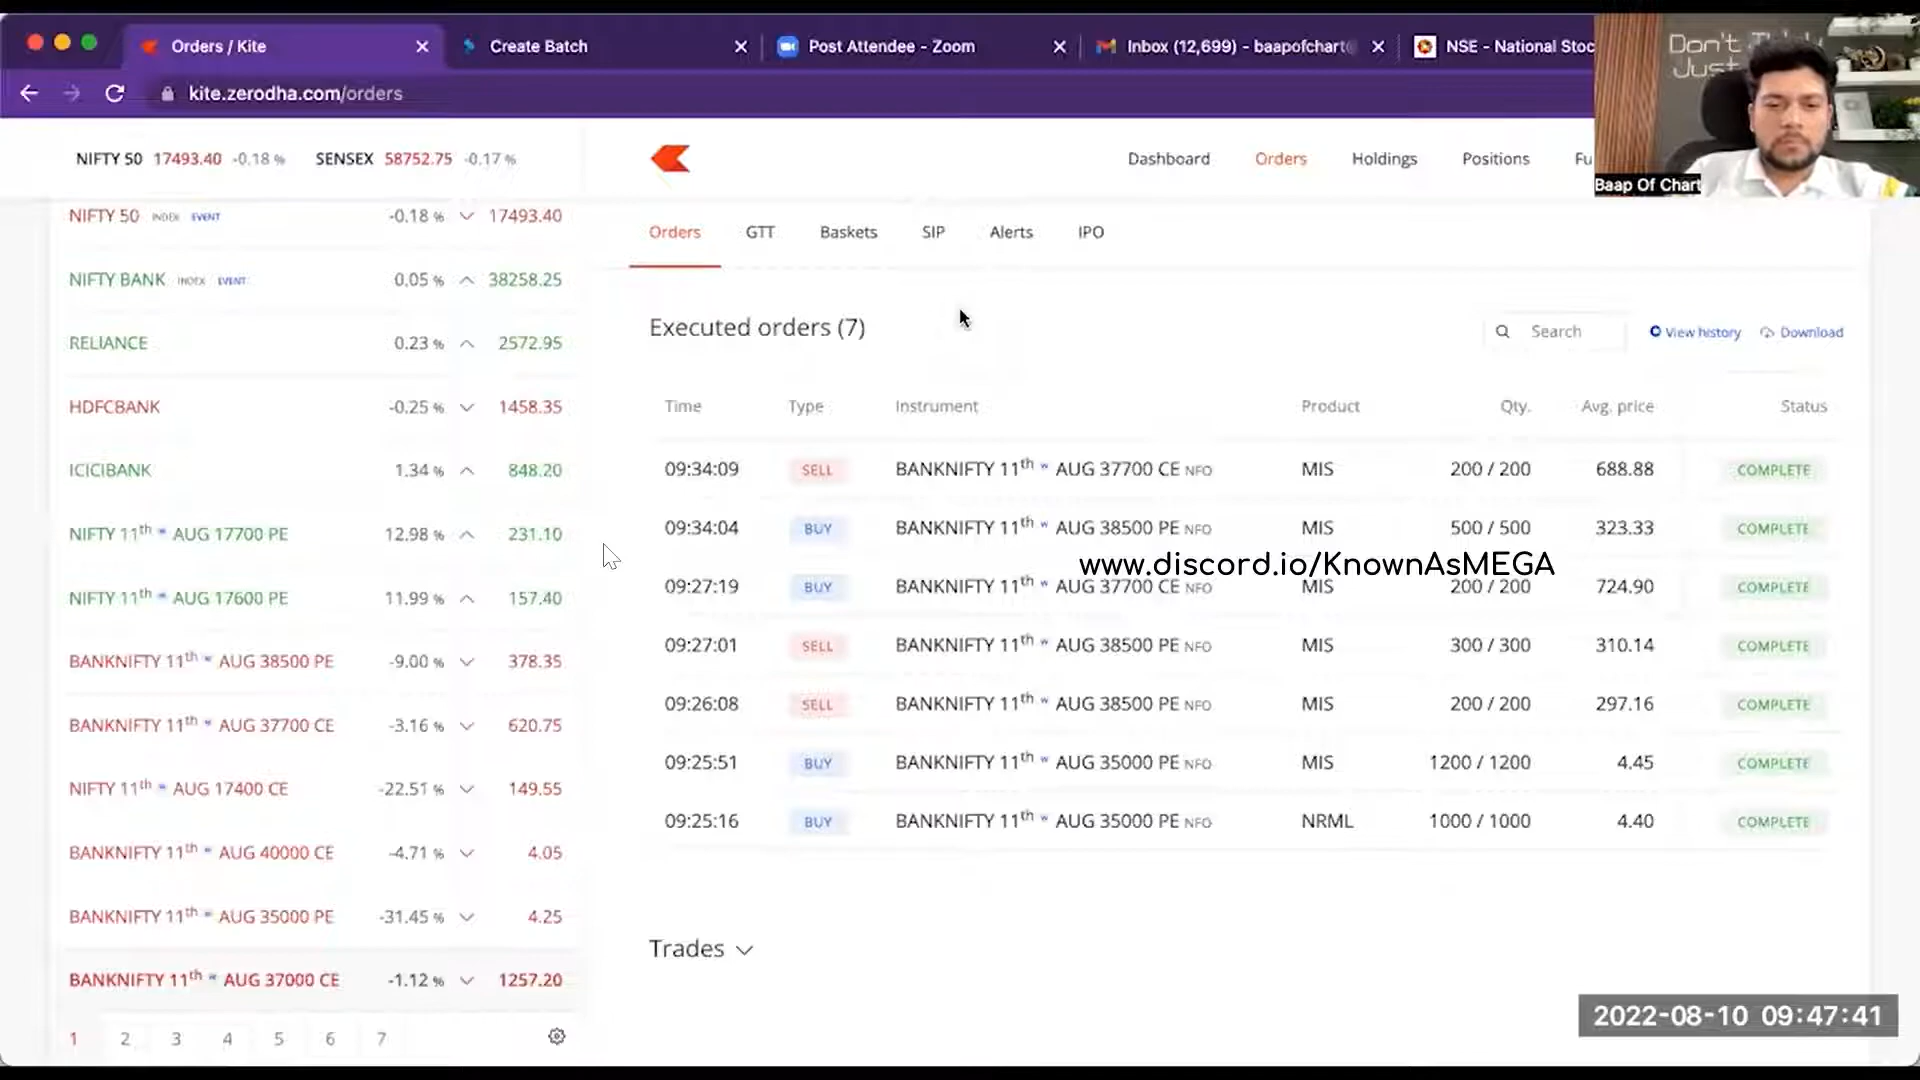 Orders / Kite
Create Batch
Post Attendee - Zoom
Inbox (12,699) - baapofchart
NSE - National Stoc
kite.zerodha.com/orders
Don't
Just
Baap Of Chart
NIFTY 50 17493.40 -0.18 % SENSEX 58752.75 -0.17 %
Dashboard Orders Holdings Positions Fu
NIFTY 50 INDEX EVENT -0.18 % 17493.40
NIFTY BANK INDEX EVENT 0.05 % 38258.25
RELIANCE 0.23 % 2572.95
HDFCBANK -0.25 % 1458.35
ICICIBANK 1.34 % 848.20
NIFTY 11th w AUG 17700 PE 12.98 % 231.10
NIFTY 11th w AUG 17600 PE 11.99 % 157.40
BANKNIFTY 11th w AUG 38500 PE -9.00 % 378.35
BANKNIFTY 11th w AUG 37700 CE -3.16 % 620.75
NIFTY 11th w AUG 17400 CE -22.51 % 149.55
BANKNIFTY 11th w AUG 40000 CE -4.71 % 4.05
BANKNIFTY 11th w AUG 35000 PE -31.45 % 4.25
BANKNIFTY 11th w AUG 37000 CE -1.12 % 1257.20
1 2 3 4 5 6 7
Orders GTT Baskets SIP Alerts IPO
Executed orders (7)
Search View history Download
Time Type Instrument Product Qty. Avg. price Status
09:34:09 SELL BANKNIFTY 11th w AUG 37700 CE NFO MIS 200 / 200 688.88 COMPLETE
09:34:04 BUY BANKNIFTY 11th w AUG 38500 PE NFO MIS 500 / 500 323.33 COMPLETE
www.discord.io/KnownAsMEGA
09:27:19 BUY BANKNIFTY 11th w AUG 37700 CE NFO MIS 200 / 200 724.90 COMPLETE
09:27:01 SELL BANKNIFTY 11th w AUG 38500 PE NFO MIS 300 / 300 310.14 COMPLETE
09:26:08 SELL BANKNIFTY 11th w AUG 38500 PE NFO MIS 200 / 200 297.16 COMPLETE
09:25:51 BUY BANKNIFTY 11th w AUG 35000 PE NFO MIS 1200 / 1200 4.45 COMPLETE
09:25:16 BUY BANKNIFTY 11th w AUG 35000 PE NFO NRML 1000 / 1000 4.40 COMPLETE
Trades
2022-08-10 09:47:41